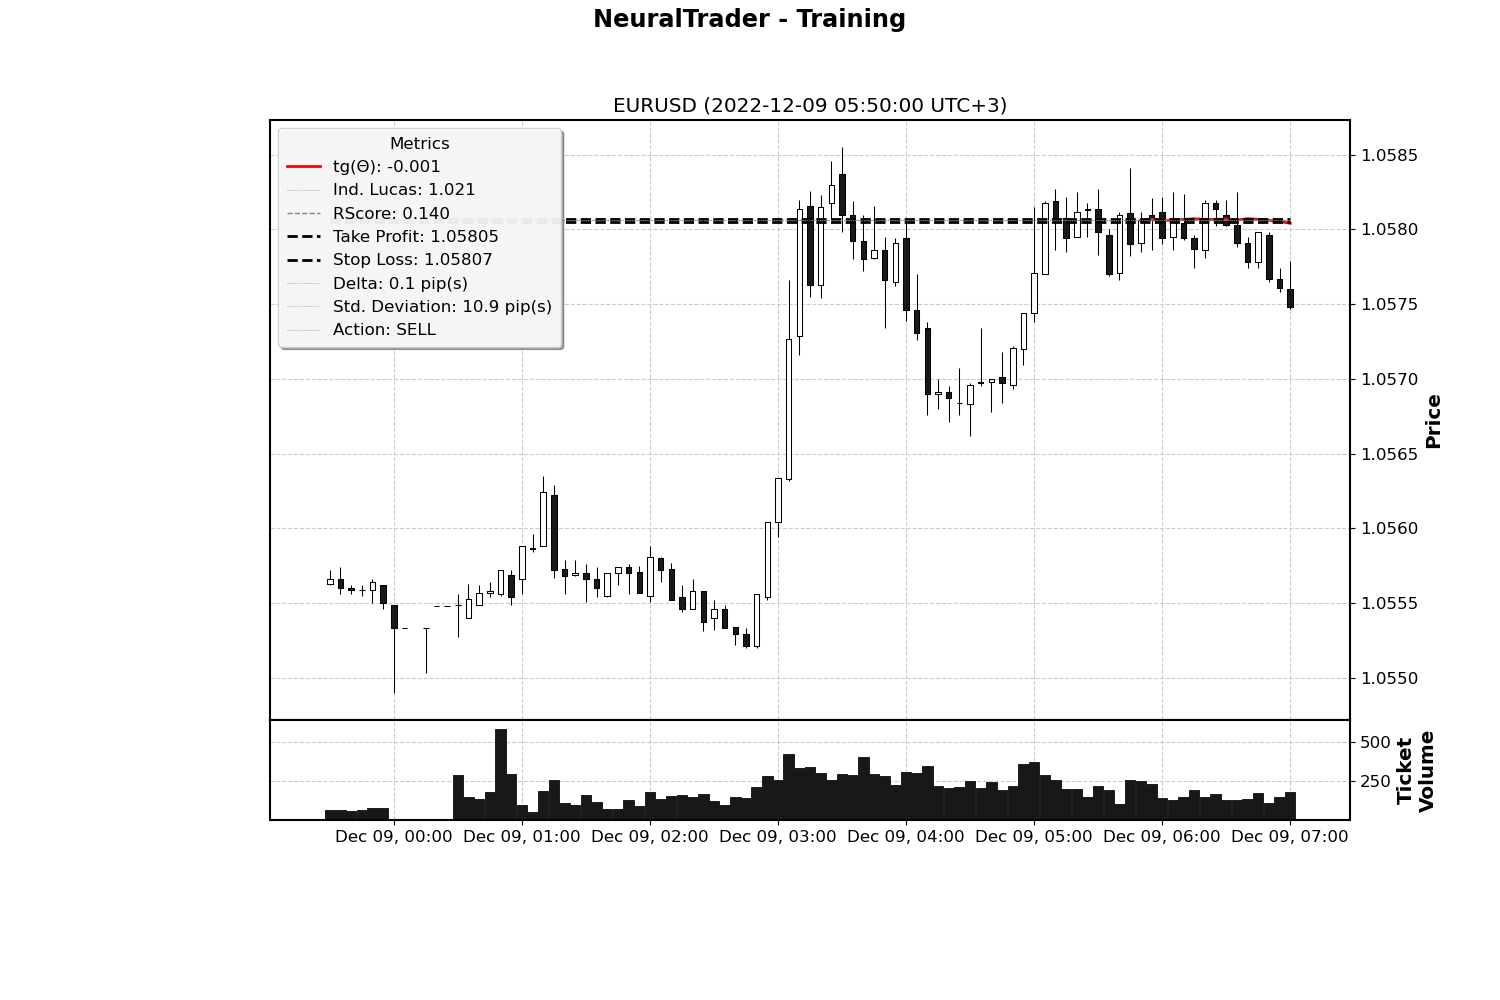 NeuralTrader - Training
EURUSD (2022-12-09 05:50:00 UTC+3)
Metrics
tg(Θ): -0.001
Ind. Lucas: 1.021
RScore: 0.140
Take Profit: 1.05805
Stop Loss: 1.05807
Delta: 0.1 pip(s)
Std. Deviation: 10.9 pip(s)
Action: SELL
1.0585
1.0580
1.0575
1.0570
1.0565
1.0560
1.0555
1.0550
Price
500
250
Ticket
Volume
Dec 09, 00:00 Dec 09, 01:00 Dec 09, 02:00 Dec 09, 03:00 Dec 09, 04:00 Dec 09, 05:00 Dec 09, 06:00 Dec 09, 07:00